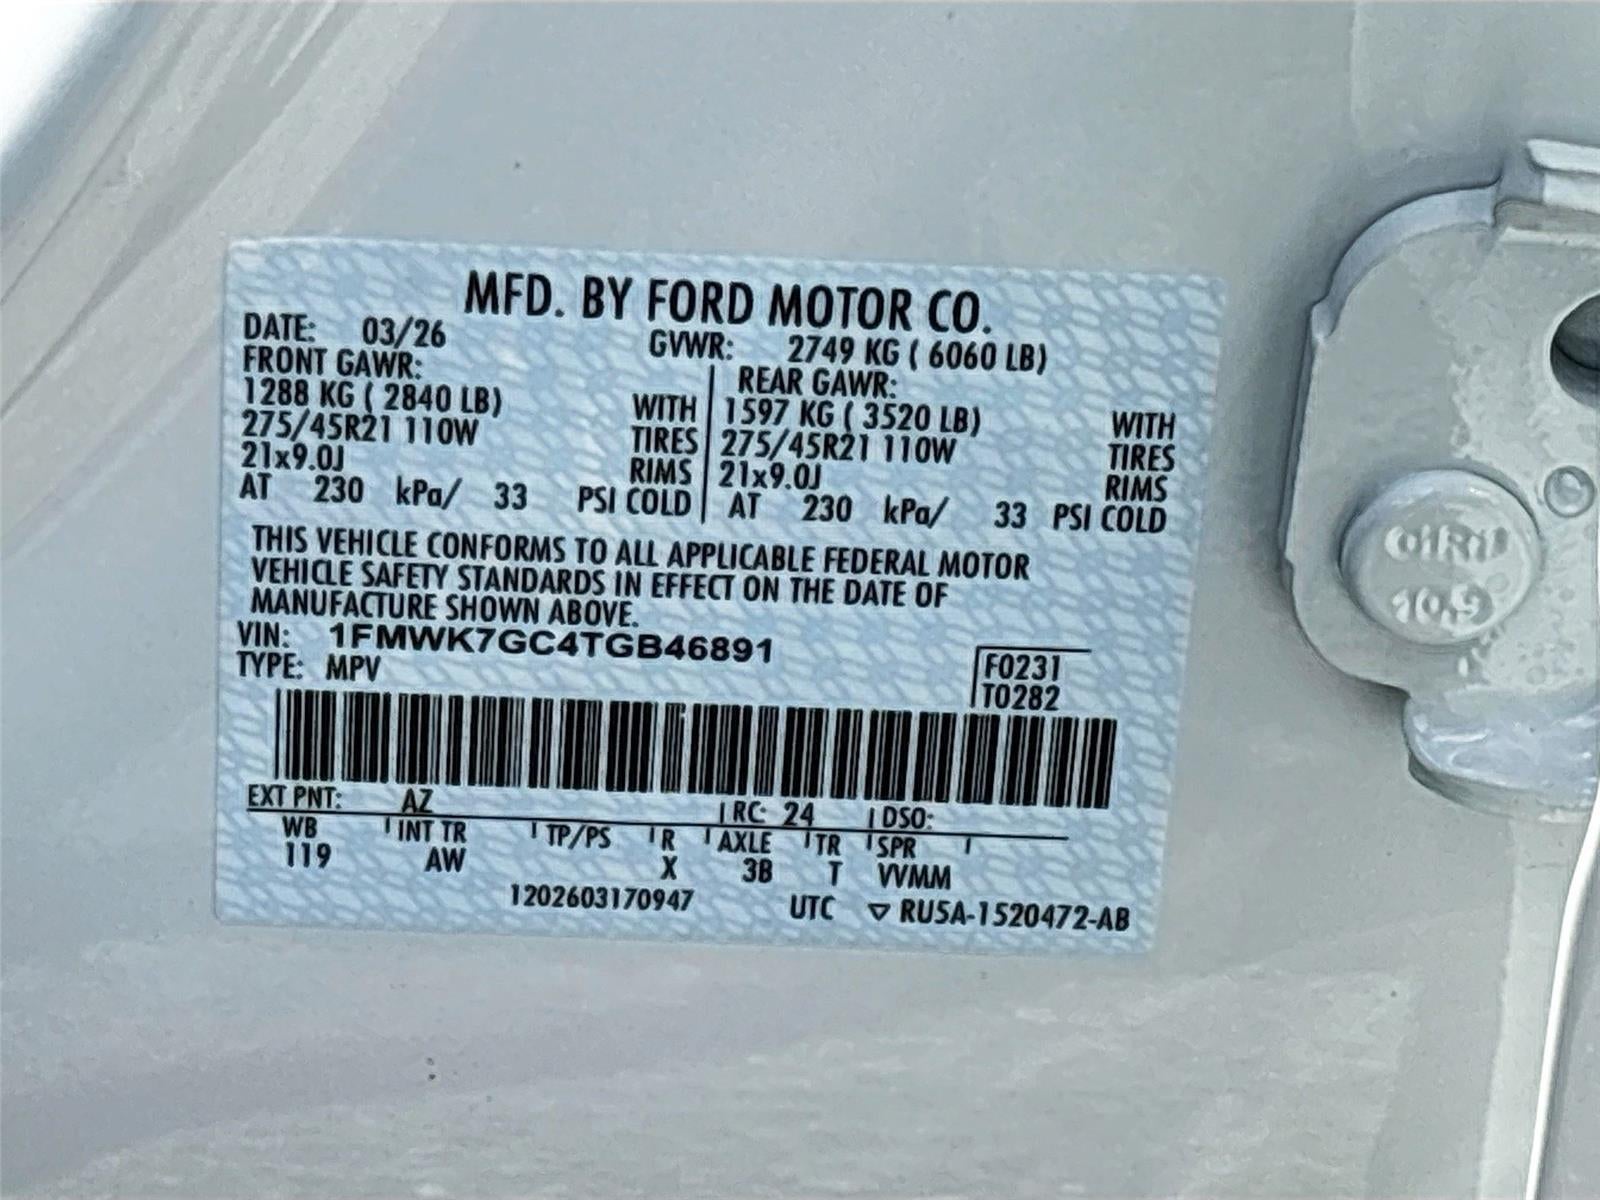 MFD. BY FORD MOTOR CO.
DATE: 03/26 GVWR: 2749 KG ( 6060 LB)
FRONT GAWR: REAR GAWR:
1288 KG ( 2840 LB) WITH 1597 KG ( 3520 LB) WITH
275/45R21 110W TIRES 275/45R21 110W TIRES
21x9.0J RIMS 21x9.0J RIMS
AT 230 kPa/ 33 PSI COLD AT 230 kPa/ 33 PSI COLD
THIS VEHICLE CONFORMS TO ALL APPLICABLE FEDERAL MOTOR
VEHICLE SAFETY STANDARDS IN EFFECT ON THE DATE OF
MANUFACTURE SHOWN ABOVE.
VIN: 1FMWK7GC4TGB46891
TYPE: MPV
F0231
T0282
EXT PNT: AZ RC: 24 DSO:
WB INT TR TP/PS R AXLE TR SPR
119 AW X 3B T VVMM
1202603170947 UTC ▽ RU5A-1520472-AB
10.9